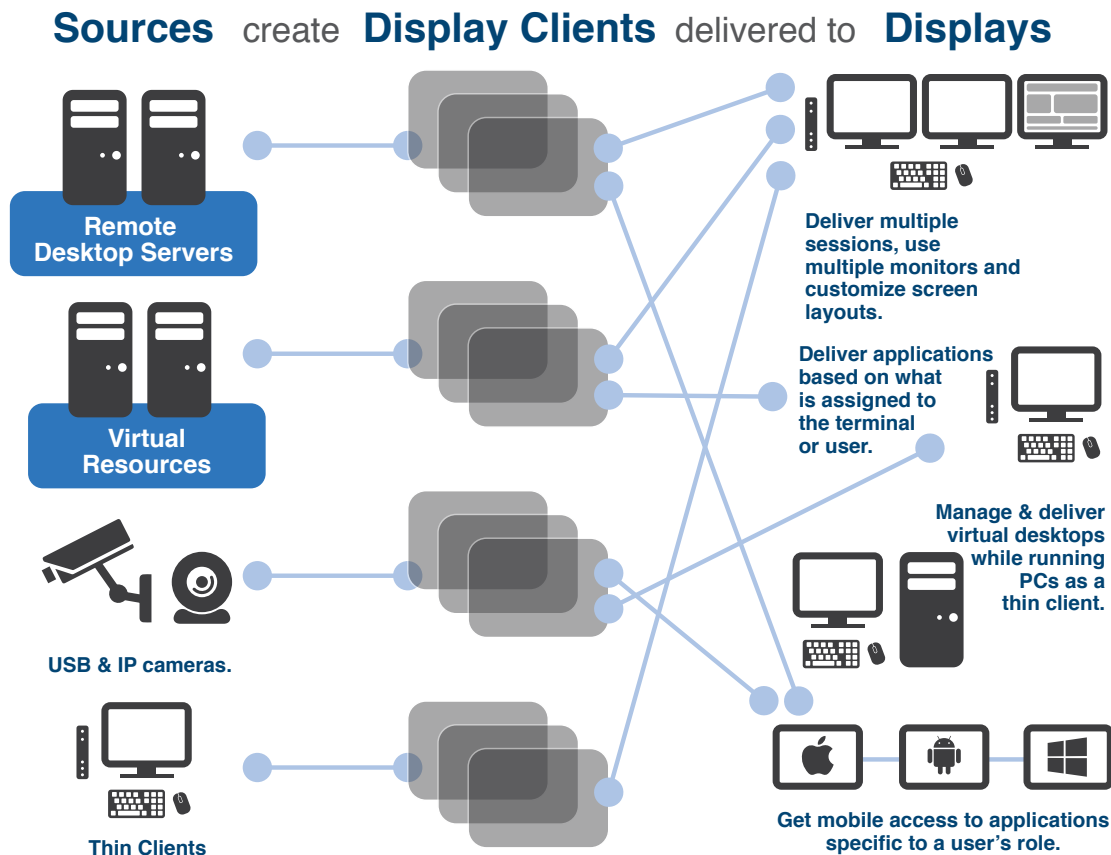 Sources create Display Clients delivered to Displays
Remote
Desktop Servers
Virtual
Resources
USB & IP cameras.
Thin Clients
Deliver multiple
sessions, use
multiple monitors and
customize screen
layouts.
Deliver applications
based on what
is assigned to
the terminal
or user.
Manage & deliver
virtual desktops
while running
PCs as a
thin client.
Get mobile access to applications
specific to a user's role.